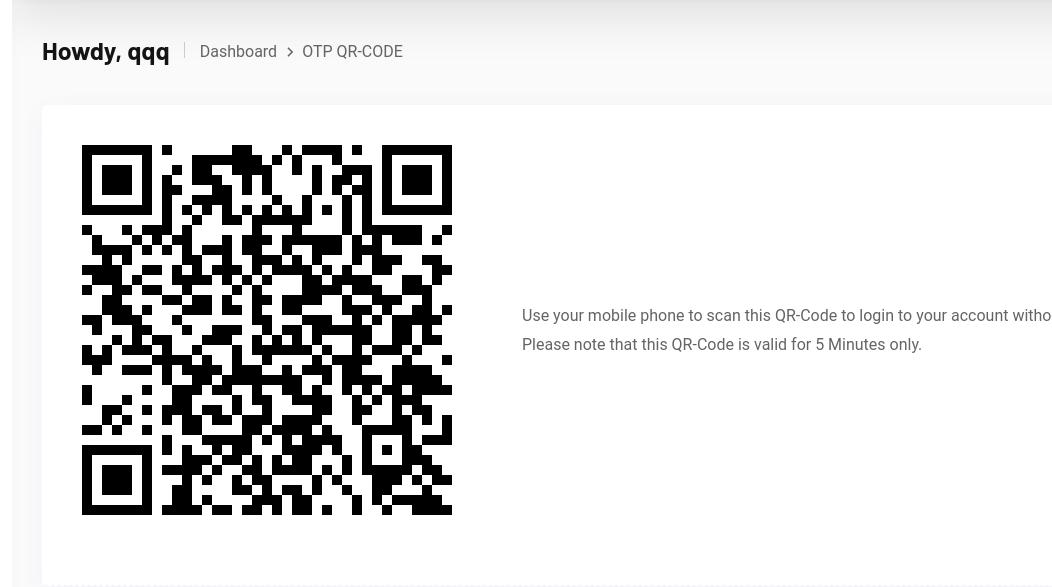 Howdy, qqq
Dashboard > OTP QR-CODE
Use your mobile phone to scan this QR-Code to login to your account witho
Please note that this QR-Code is valid for 5 Minutes only.